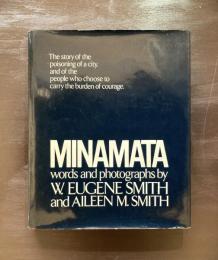 The story of the
poisoning of a city,
and of the
people who choose to
carry the burden of courage.
MINAMATA
words and photographs by
W. EUGENE SMITH
and AILEEN M. SMITH